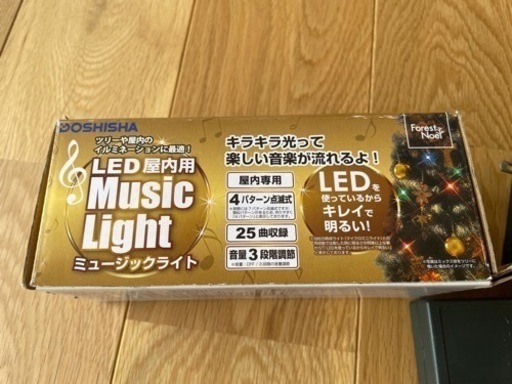 DOSHISHA
ツリーや屋内の
イルミネーションに最適!
LED屋内用
Music
Light
ミュージックライト
キラキラ光って
楽しい音楽が流れるよ!
屋内専用
4パターン点滅式
25曲収録
音量3段階調節
LEDを
使っているから
キレイで
明るい!
Forest
Noël